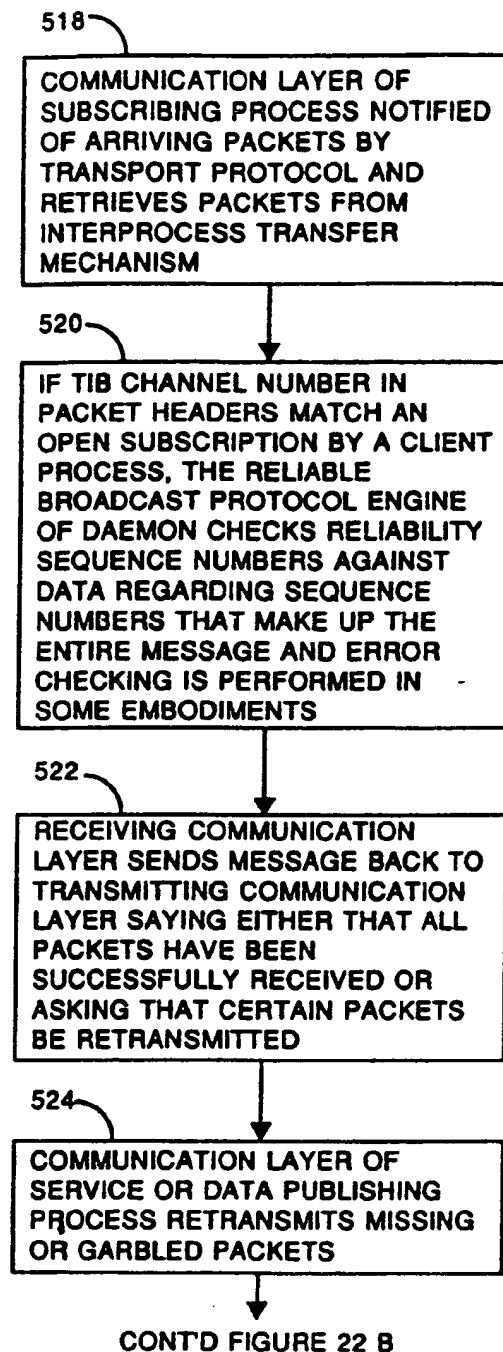 518
COMMUNICATION LAYER OF
SUBSCRIBING PROCESS NOTIFIED
OF ARRIVING PACKETS BY
TRANSPORT PROTOCOL AND
RETRIEVES PACKETS FROM
INTERPROCESS TRANSFER
MECHANISM
520
IF TIB CHANNEL NUMBER IN
PACKET HEADERS MATCH AN
OPEN SUBSCRIPTION BY A CLIENT
PROCESS, THE RELIABLE
BROADCAST PROTOCOL ENGINE
OF DAEMON CHECKS RELIABILITY
SEQUENCE NUMBERS AGAINST
DATA REGARDING SEQUENCE
NUMBERS THAT MAKE UP THE
ENTIRE MESSAGE AND ERROR
CHECKING IS PERFORMED IN
SOME EMBODIMENTS
522
RECEIVING COMMUNICATION
LAYER SENDS MESSAGE BACK TO
TRANSMITTING COMMUNICATION
LAYER SAYING EITHER THAT ALL
PACKETS HAVE BEEN
SUCCESSFULLY RECEIVED OR
ASKING THAT CERTAIN PACKETS
BE RETRANSMITTED
524
COMMUNICATION LAYER OF
SERVICE OR DATA PUBLISHING
PROCESS RETRANSMITS MISSING
OR GARBLED PACKETS
CONT'D FIGURE 22 B